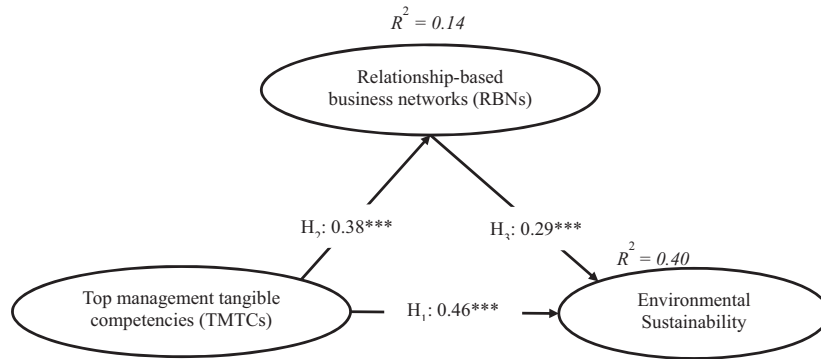 R² = 0.14
Relationship-based
business networks (RBNs)
H₂: 0.38***
H₃: 0.29***
R² = 0.40
Top management tangible
competencies (TMTCs)
H₁: 0.46***
Environmental
Sustainability